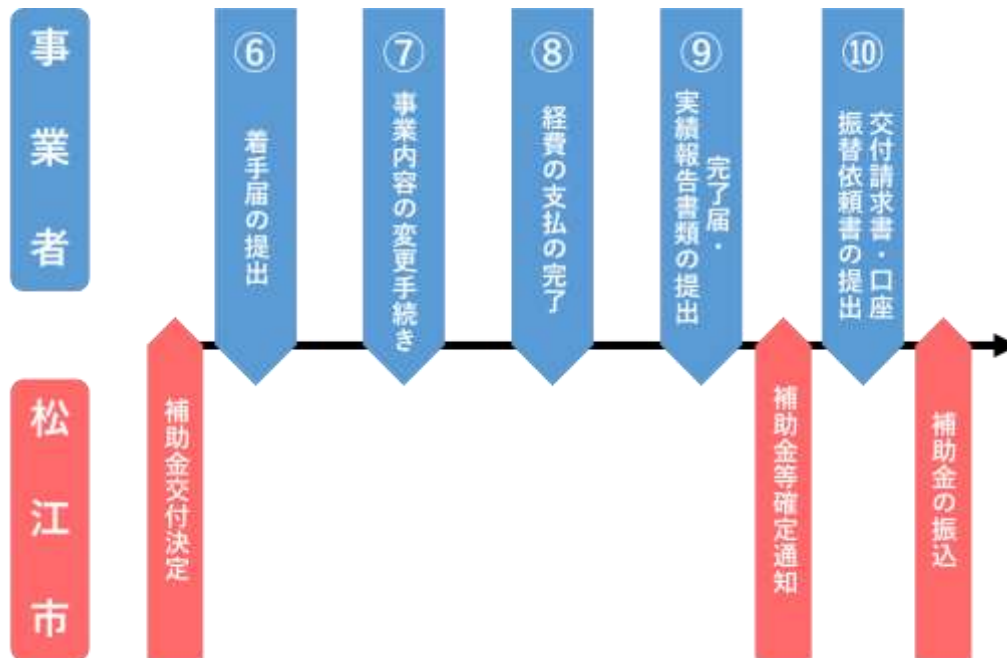 事業者
⑥
着手届の提出
⑦
事業内容の変更手続き
⑧
経費の支払の完了
⑨
完了届・
実績報告書類の提出
⑩
交付請求書・口座
振替依頼書の提出
松江市
補助金交付決定
補助金等確定通知
補助金の振込